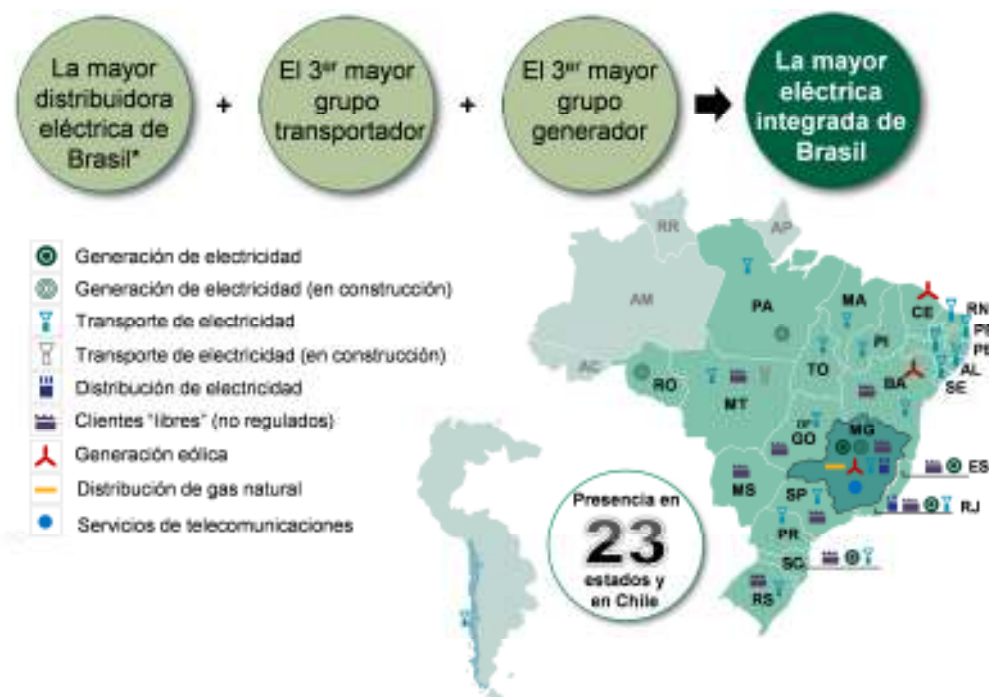 La mayor
distribuidora
eléctrica de
Brasil*
+
El 3er mayor
grupo
transportador
+
El 3er mayor
grupo
generador
La mayor
eléctrica
integrada de
Brasil
Generación de electricidad
Generación de electricidad (en construcción)
Transporte de electricidad
Transporte de electricidad (en construcción)
Distribución de electricidad
Clientes "libres" (no regulados)
Generación eólica
Distribución de gas natural
Servicios de telecomunicaciones
RR
AP
AM
PA
MA
CE
RN
PI
AL
SE
AC
RO
TO
BA
MT
DF
GO
MG
ES
MS
SP
RJ
PR
SC
RS
Presencia en
23
estados y
en Chile